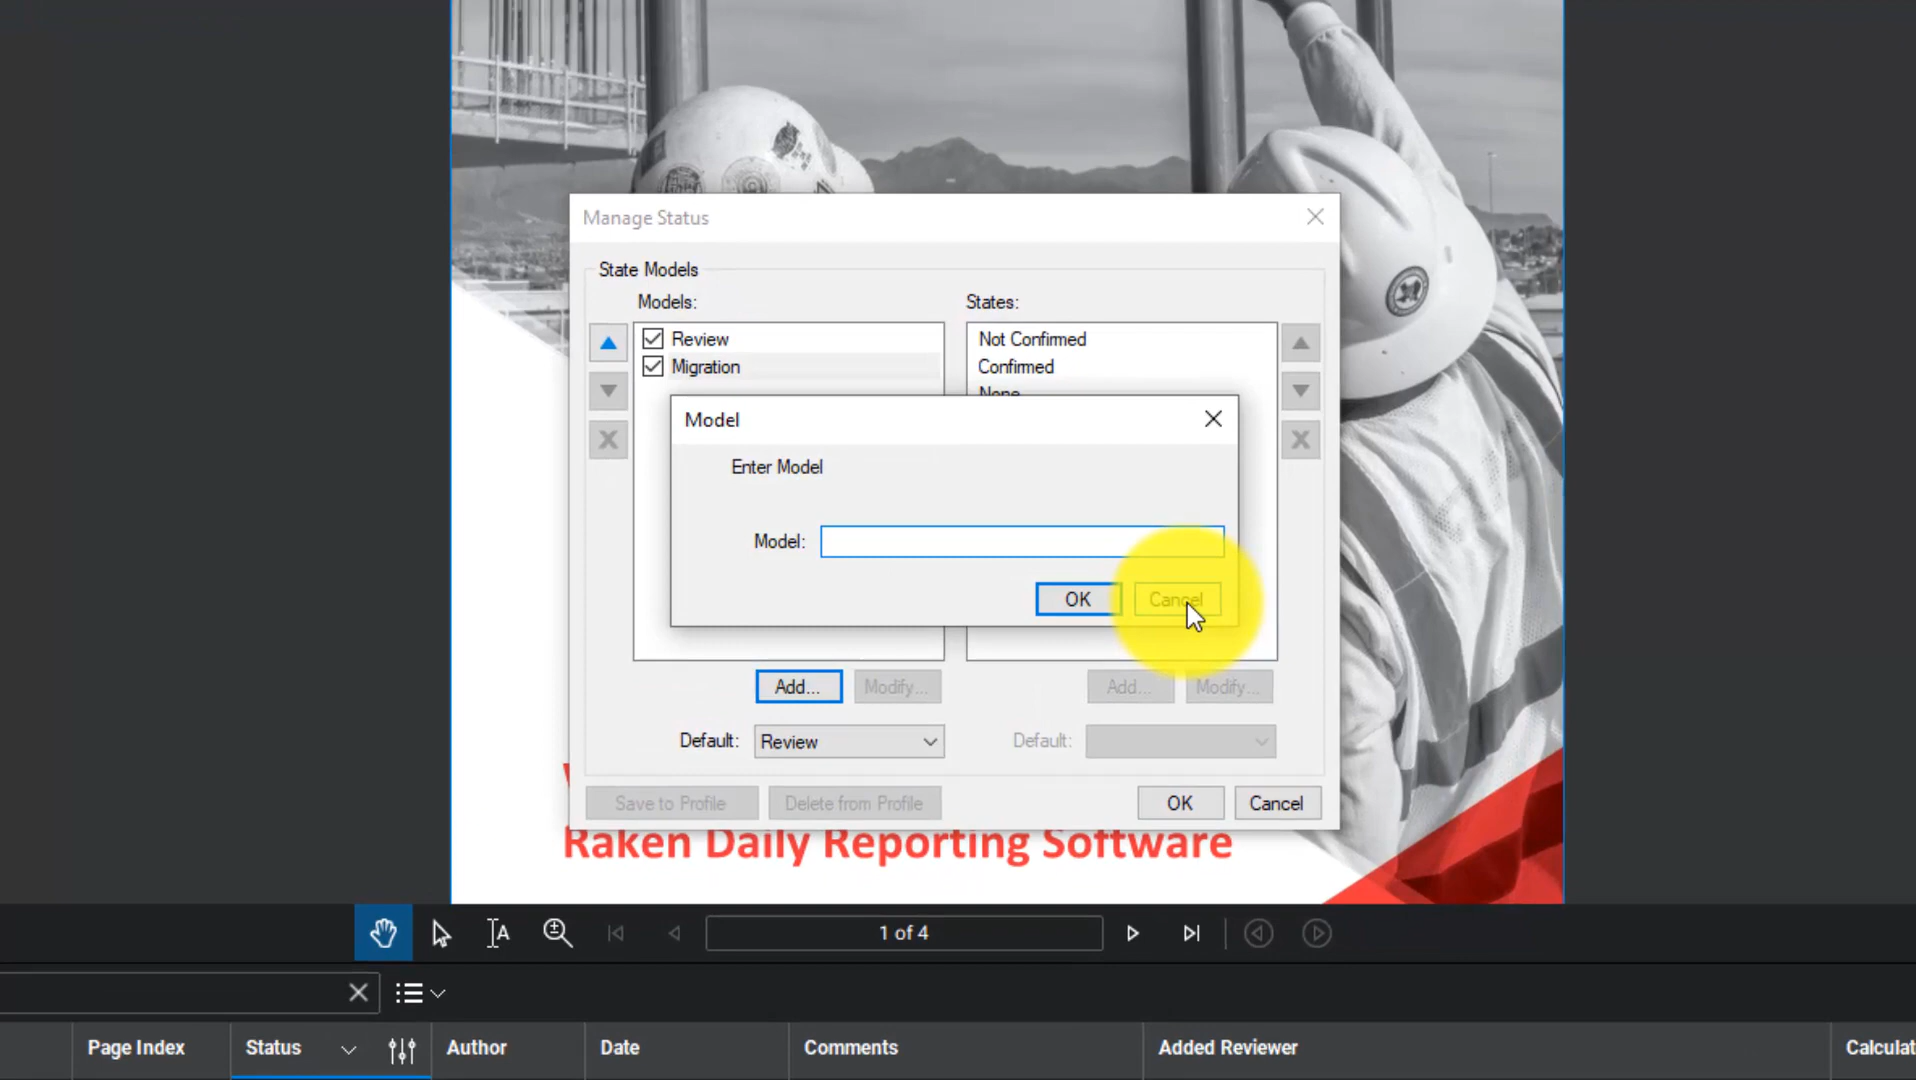 Manage Status
State Models
Models:
States:
Review
Migration
Not Confirmed
Confirmed
None
Model
Enter Model
Model:
OK
Cancel
Add...
Modify...
Add...
Modify...
Default:
Review
Default:
Save to Profile
Delete from Profile
OK
Cancel
Raken Daily Reporting Software
1 of 4
Page Index
Status
Author
Date
Comments
Added Reviewer